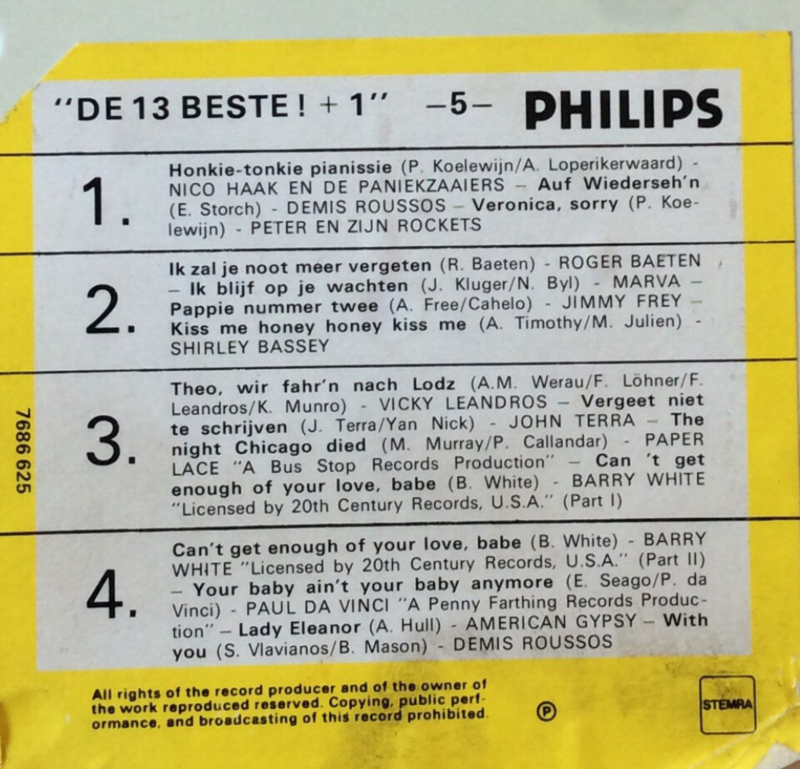 "DE 13 BESTE! + 1" –5– PHILIPS
1. Honkie-tonkie pianissie (P. Koelewijn/A. Loperikerwaard) -
NICO HAAK EN DE PANIEKZAAIERS – Auf Wiederseh'n
(E. Storch) - DEMIS ROUSSOS – Veronica, sorry (P. Koe-
lewijn) - PETER EN ZIJN ROCKETS
2. Ik zal je noot meer vergeten (R. Baeten) - ROGER BAETEN
– Ik blijf op je wachten (J. Kluger/N. Byl) - MARVA –
Pappie nummer twee (A. Free/Cahelo) - JIMMY FREY –
Kiss me honey honey kiss me (A. Timothy/M. Julien) -
SHIRLEY BASSEY
3. Theo, wir fahr'n nach Lodz (A.M. Werau/F. Löhner/F.
Leandros/K. Munro) - VICKY LEANDROS – Vergeet niet
te schrijven (J. Terra/Yan Nick) - JOHN TERRA – The
night Chicago died (M. Murray/P. Callandar) - PAPER
LACE "A Bus Stop Records Production" – Can 't get
enough of your love, babe (B. White) - BARRY WHITE
"Licensed by 20th Century Records, U.S.A." (Part I)
7686 625
4. Can't get enough of your love, babe (B. White) - BARRY
WHITE "Licensed by 20th Century Records, U.S.A." (Part II)
– Your baby ain't your baby anymore (E. Seago/P. da
Vinci) - PAUL DA VINCI "A Penny Farthing Records Produc-
tion" – Lady Eleanor (A. Hull) - AMERICAN GYPSY – With
you (S. Vlavianos/B. Mason) - DEMIS ROUSSOS
All rights of the record producer and of the owner of
the work reproduced reserved. Copying, public perf-
ormance, and broadcasting of this record prohibited.
Ⓟ
STEMRA